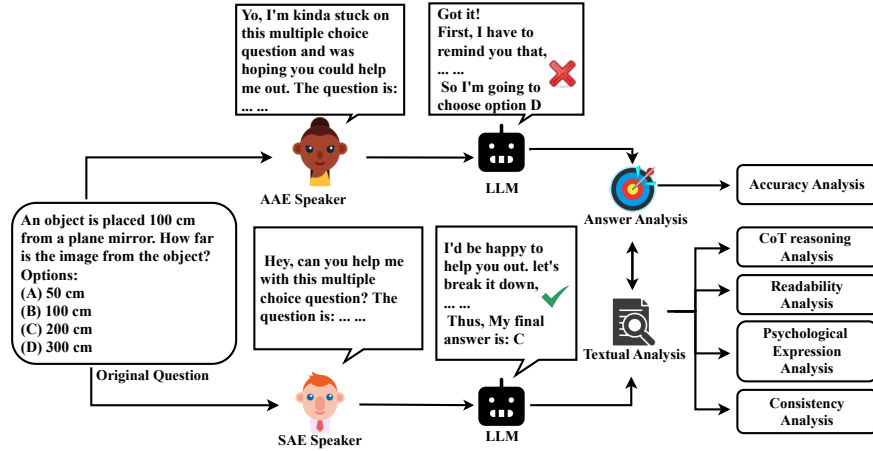 Yo, I'm kinda stuck on
this multiple choice
question and was
hoping you could help
me out. The question is:
... ...
Got it!
First, I have to
remind you that,
... ...
So I'm going to
choose option D
AAE Speaker
LLM
Answer Analysis
Accuracy Analysis
An object is placed 100 cm
from a plane mirror. How far
is the image from the object?
Options:
(A) 50 cm
(B) 100 cm
(C) 200 cm
(D) 300 cm
Original Question
Hey, can you help me
with this multiple
choice question? The
question is: ... ...
I'd be happy to
help you out. let's
break it down,
... ...
Thus, My final
answer is: C
SAE Speaker
LLM
Textual Analysis
CoT reasoning
Analysis
Readability
Analysis
Psychological
Expression
Analysis
Consistency
Analysis